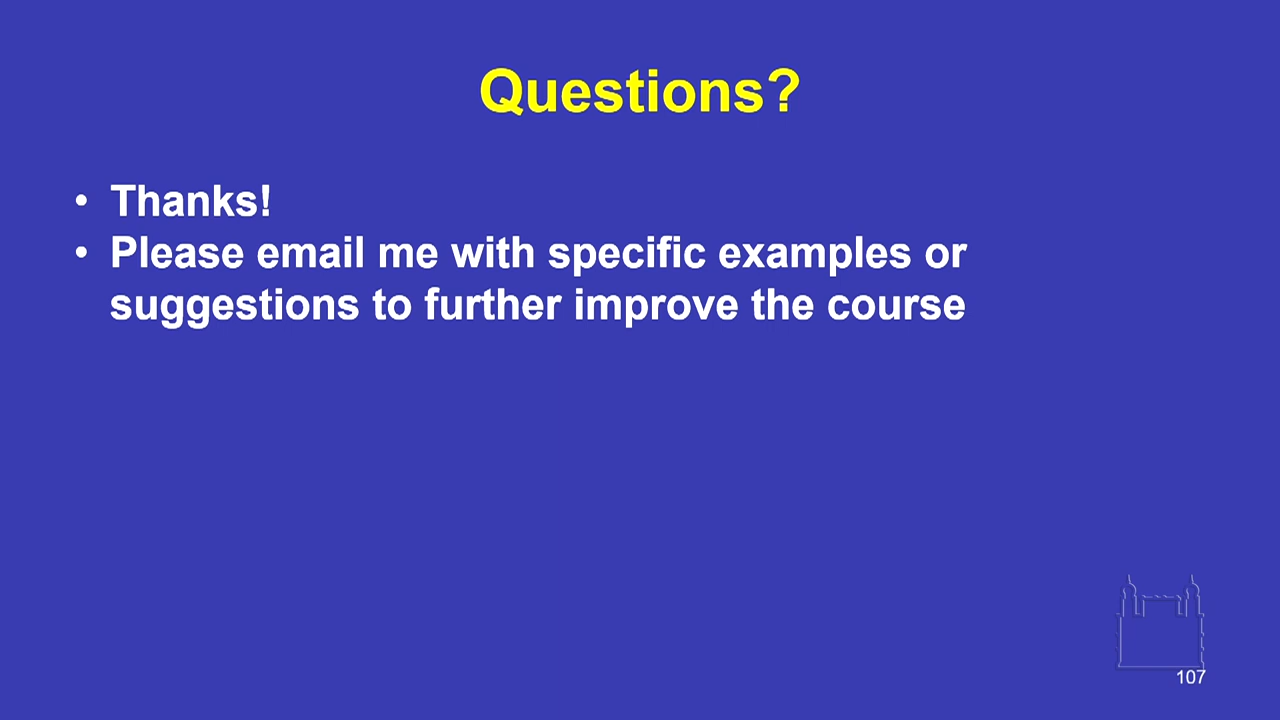 Questions?
• Thanks!
• Please email me with specific examples or
suggestions to further improve the course
107